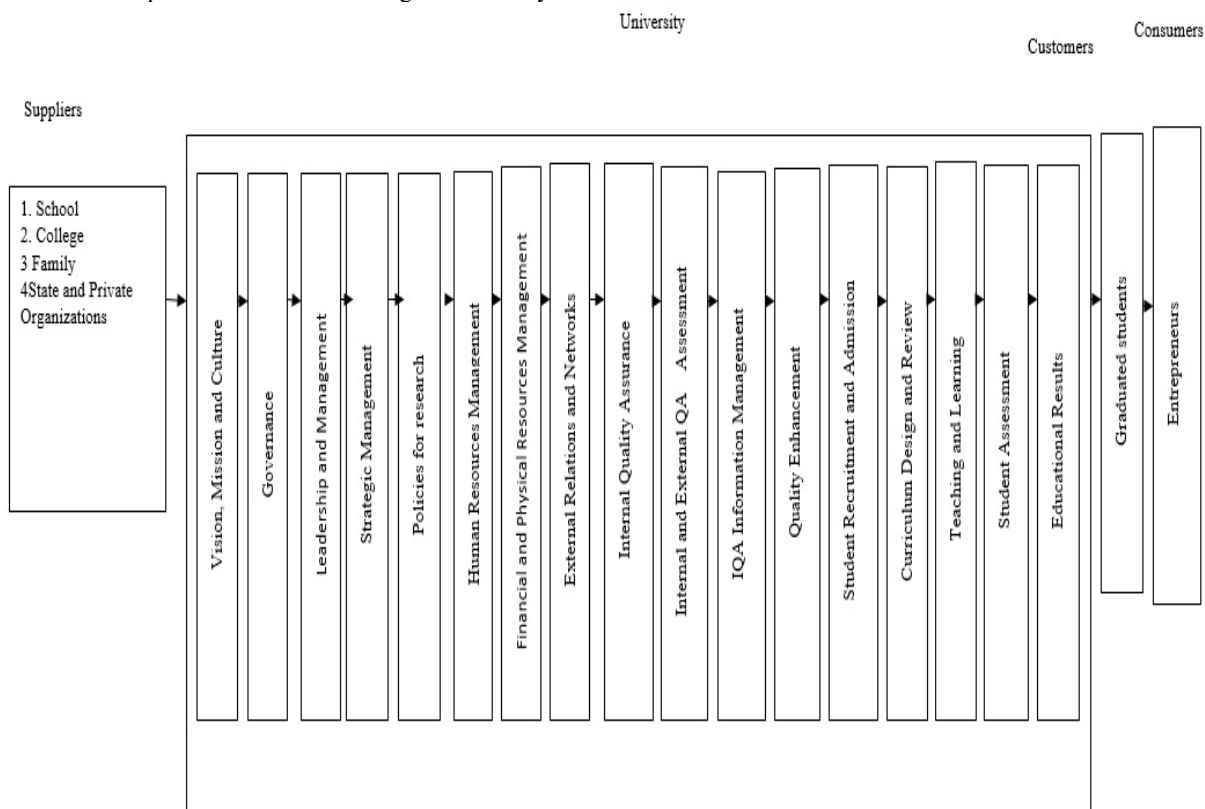 University
Consumers
Customers
Suppliers
1. School
2. College
3 Family
4State and Private
Organizations
Vision, Mission and Culture
Governance
Leadership and Management
Strategic Management
Policies for research
Human Resources Management
Financial and Physical Resources Management
External Relations and Networks
Internal Quality Assurance
Internal and External QA Assessment
IQA Information Management
Quality Enhancement
Student Recruitment and Admission
Curriculum Design and Review
Teaching and Learning
Student Assessment
Educational Results
Graduated students
Entrepreneurs